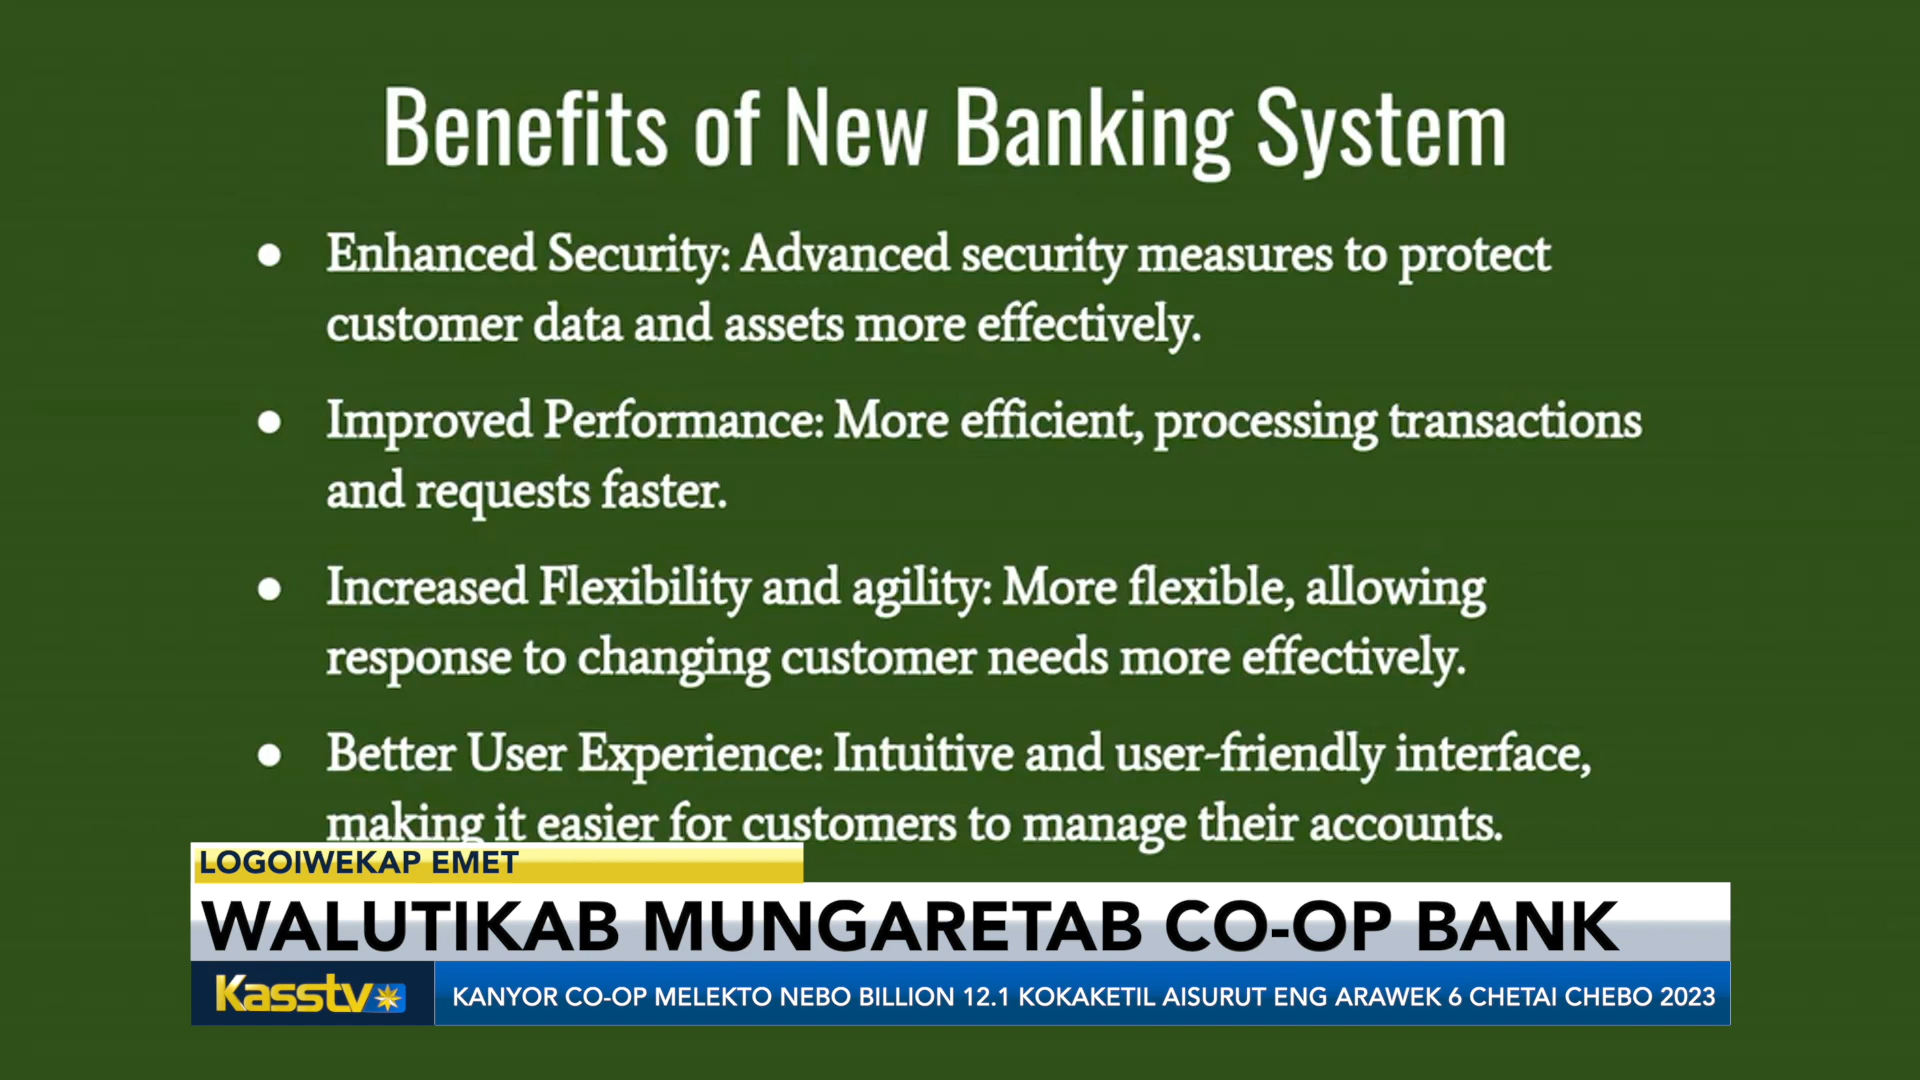 Benefits of New Banking System
● Enhanced Security: Advanced security measures to protect
customer data and assets more effectively.
● Improved Performance: More efficient, processing transactions
and requests faster.
● Increased Flexibility and agility: More flexible, allowing
response to changing customer needs more effectively.
● Better User Experience: Intuitive and user-friendly interface,
making it easier for customers to manage their accounts.
LOGOIWEKAP EMET
WALUTIKAB MUNGARETAB CO-OP BANK
Kasstv
KANYOR CO-OP MELEKTO NEBO BILLION 12.1 KOKAKETIL AISURUT ENG ARAWEK 6 CHETAI CHEBO 2023